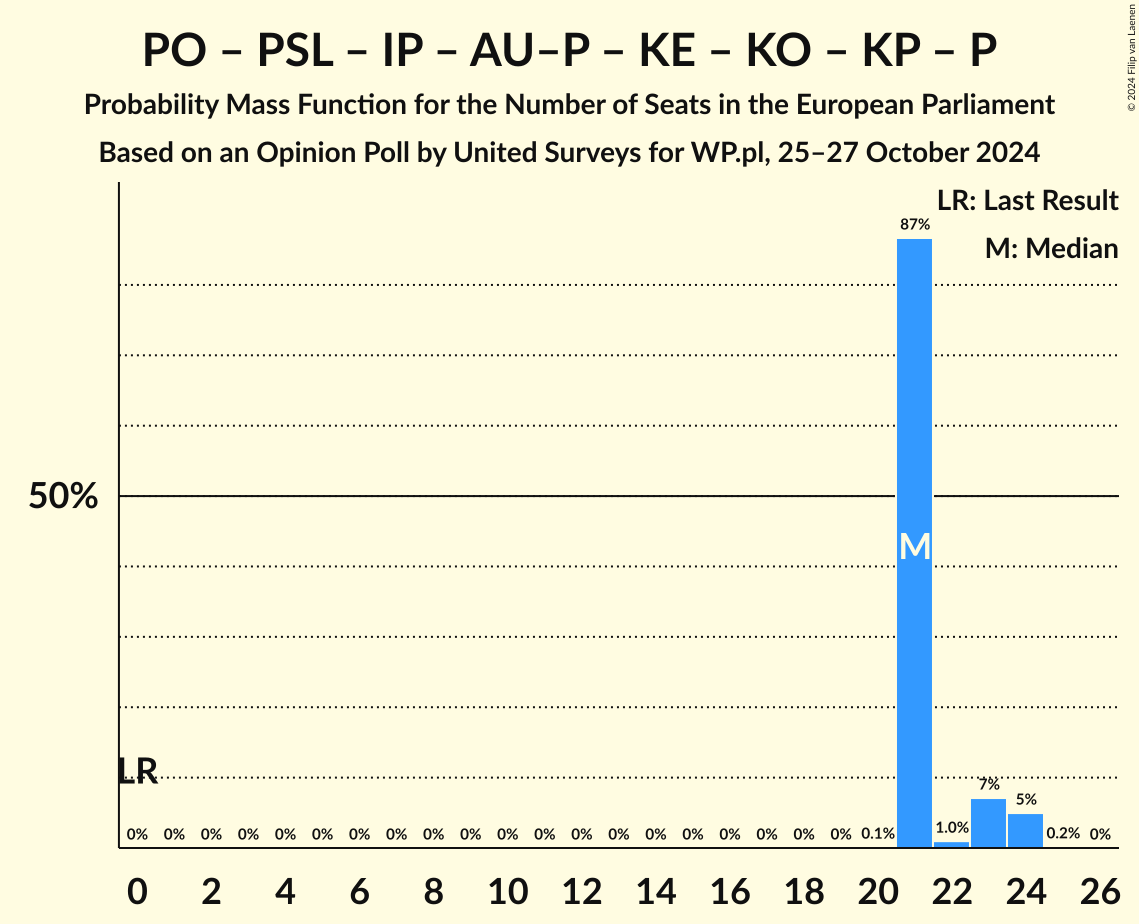 PO – PSL – IP – AU–P – KE – KO – KP – P
Probability Mass Function for the Number of Seats in the European Parliament
Based on an Opinion Poll by United Surveys for WP.pl, 25–27 October 2024
© 2024 Filip van Laenen
LR: Last Result
M: Median
87%
50%
M
LR
7%
5%
0% 0% 0% 0% 0% 0% 0% 0% 0% 0% 0% 0% 0% 0% 0% 0% 0% 0% 0% 0% 0.1% 1.0% 0.2% 0%
0 2 4 6 8 10 12 14 16 18 20 22 24 26